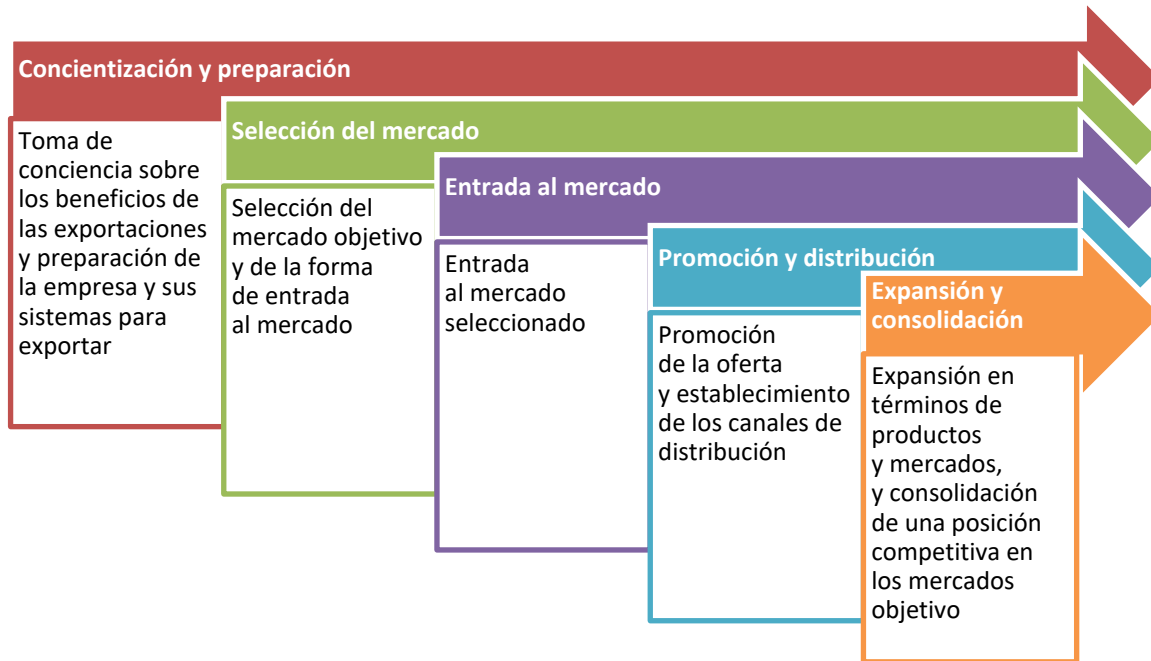 Concientización y preparación
Toma de
conciencia sobre
los beneficios de
las exportaciones
y preparación de
la empresa y sus
sistemas para
exportar
Selección del mercado
Selección del
mercado objetivo
y de la forma
de entrada
al mercado
Entrada al mercado
Entrada
al mercado
seleccionado
Promoción y distribución
Promoción
de la oferta
y establecimiento
de los canales de
distribución
Expansión y
consolidación
Expansión en
términos de
productos
y mercados,
y consolidación
de una posición
competitiva en
los mercados
objetivo